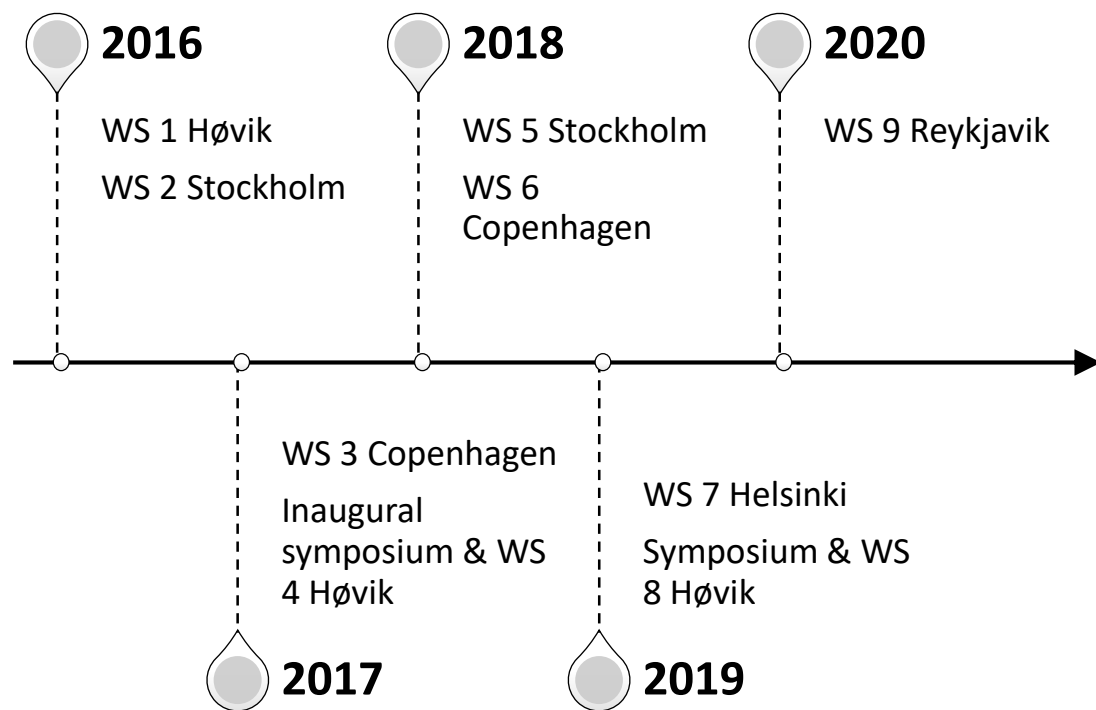 2016
WS 1 Høvik
WS 2 Stockholm
2018
WS 5 Stockholm
WS 6
Copenhagen
2020
WS 9 Reykjavik
WS 3 Copenhagen
Inaugural
symposium & WS
4 Høvik
2017
WS 7 Helsinki
Symposium & WS
8 Høvik
2019